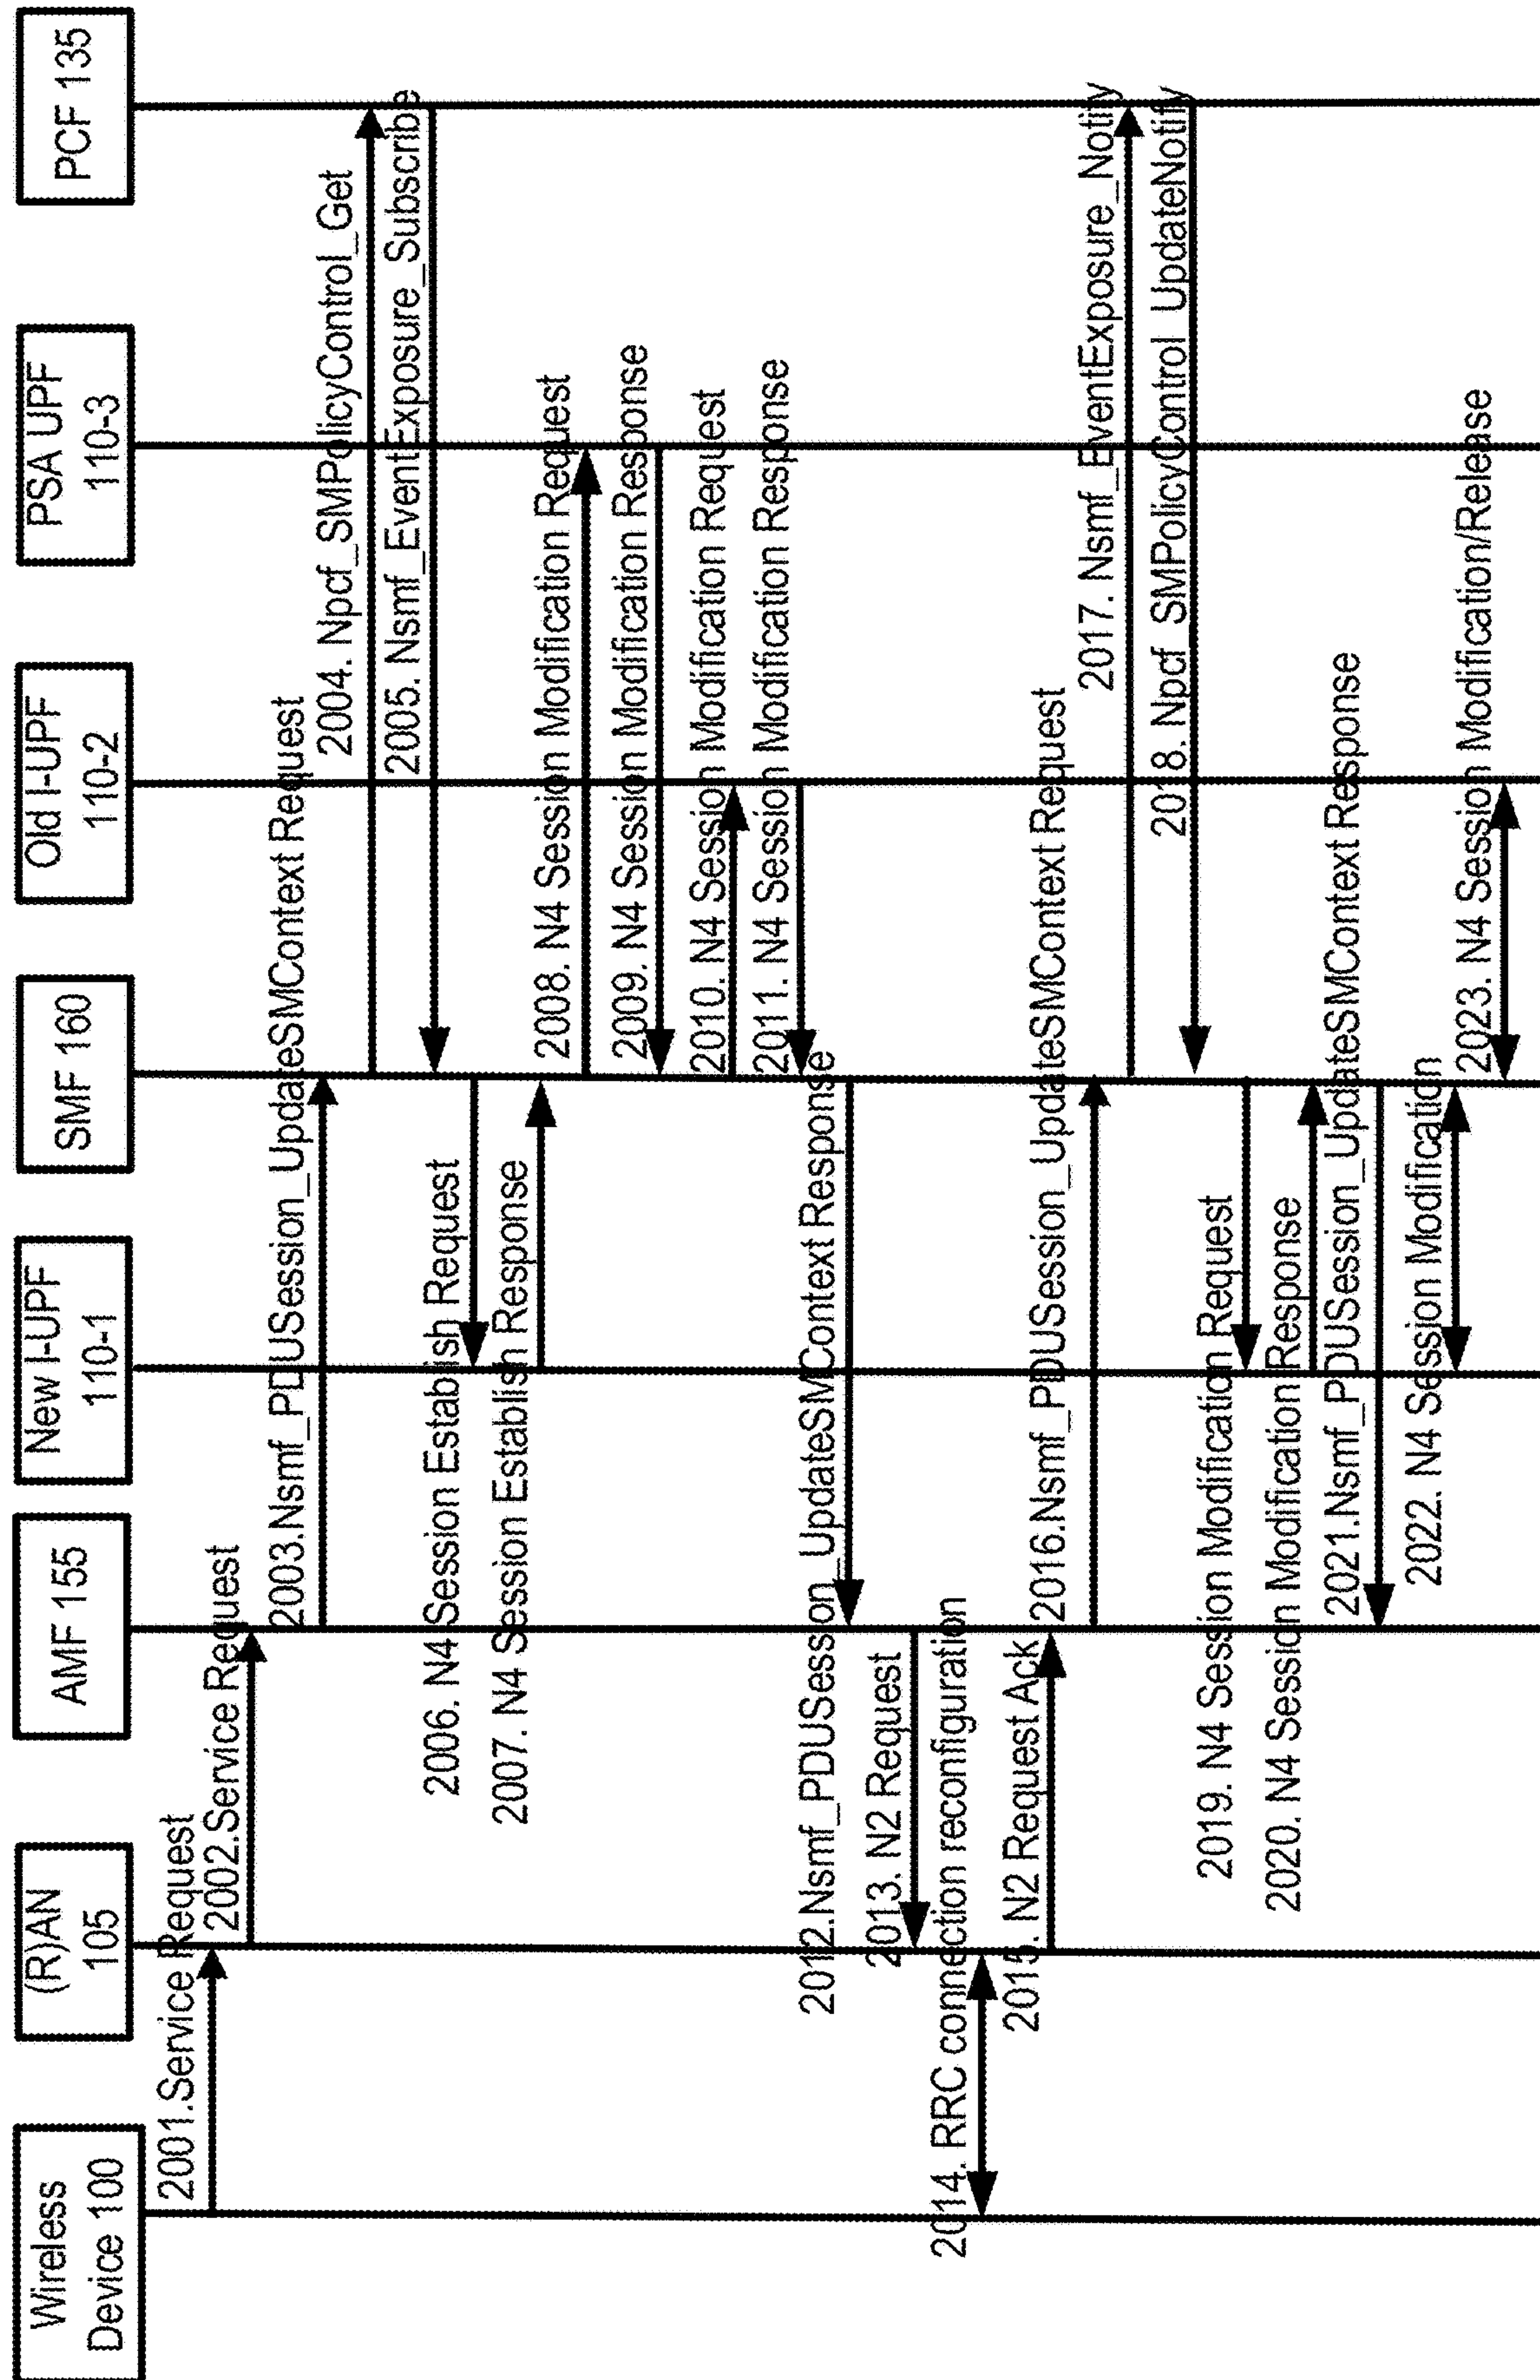 Wireless
Device 100
(R)AN
105
AMF 155
New I-UPF
110-1
SMF 160
Old I-UPF
110-2
PSA UPF
110-3
PCF 135
2001.Service Request
2002.Service Request
2003.Nsmf_PDUSession_UpdateSMContext Request
2004. Npcf_SMPolicyControl_Get
2005. Nsmf_EventExposure_Subscribe
2006. N4 Session Establish Request
2007. N4 Session Establish Response
2008. N4 Session Modification Request
2009. N4 Session Modification Response
2010. N4 Session Modification Request
2011. N4 Session Modification Response
2012.Nsmf_PDUSession_UpdateSMContext Response
2013. N2 Request
2014. RRC connection reconfiguration
2015. N2 Request Ack
2016.Nsmf_PDUSession_UpdateSMContext Request
2017. Nsmf_EventExposure_Notify
2018. Npcf_SMPolicyControl_UpdateNotify
2019. N4 Session Modification Request
2020. N4 Session Modification Response
2021.Nsmf_PDUSession_UpdateSMContext Response
2022. N4 Session Modification
2023. N4 Session Modification/Release